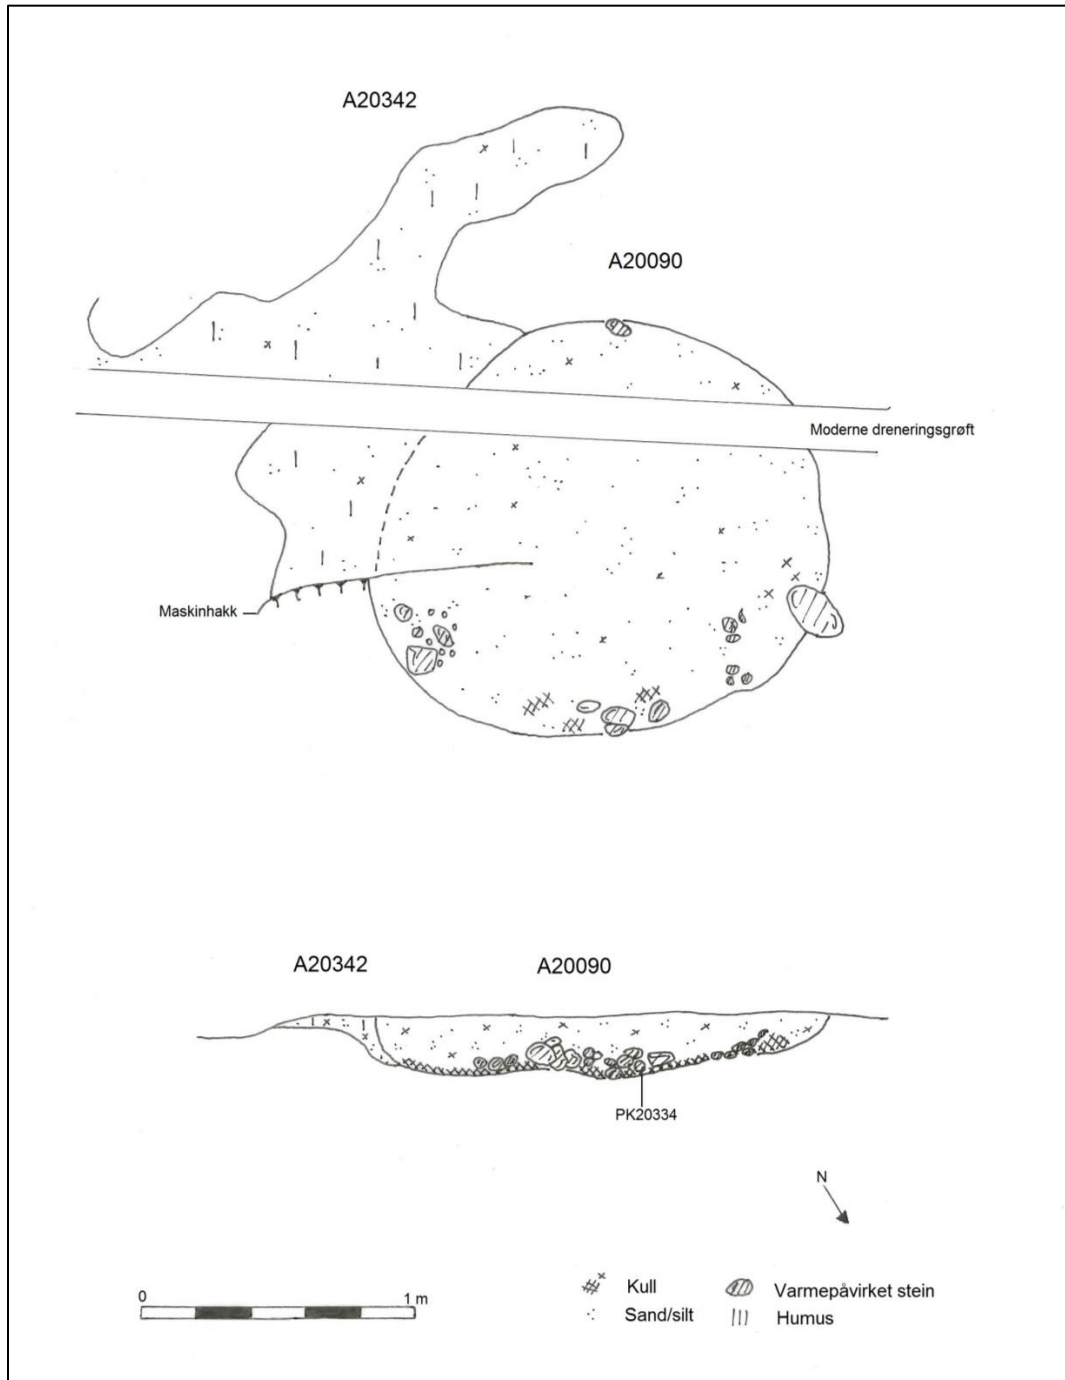 A20342
A20090
Moderne dreneringsgrøft
Maskinhakk
A20342
A20090
PK20334
N
0
1 m
Kull
Varmepåvirket stein
Sand/silt
Humus